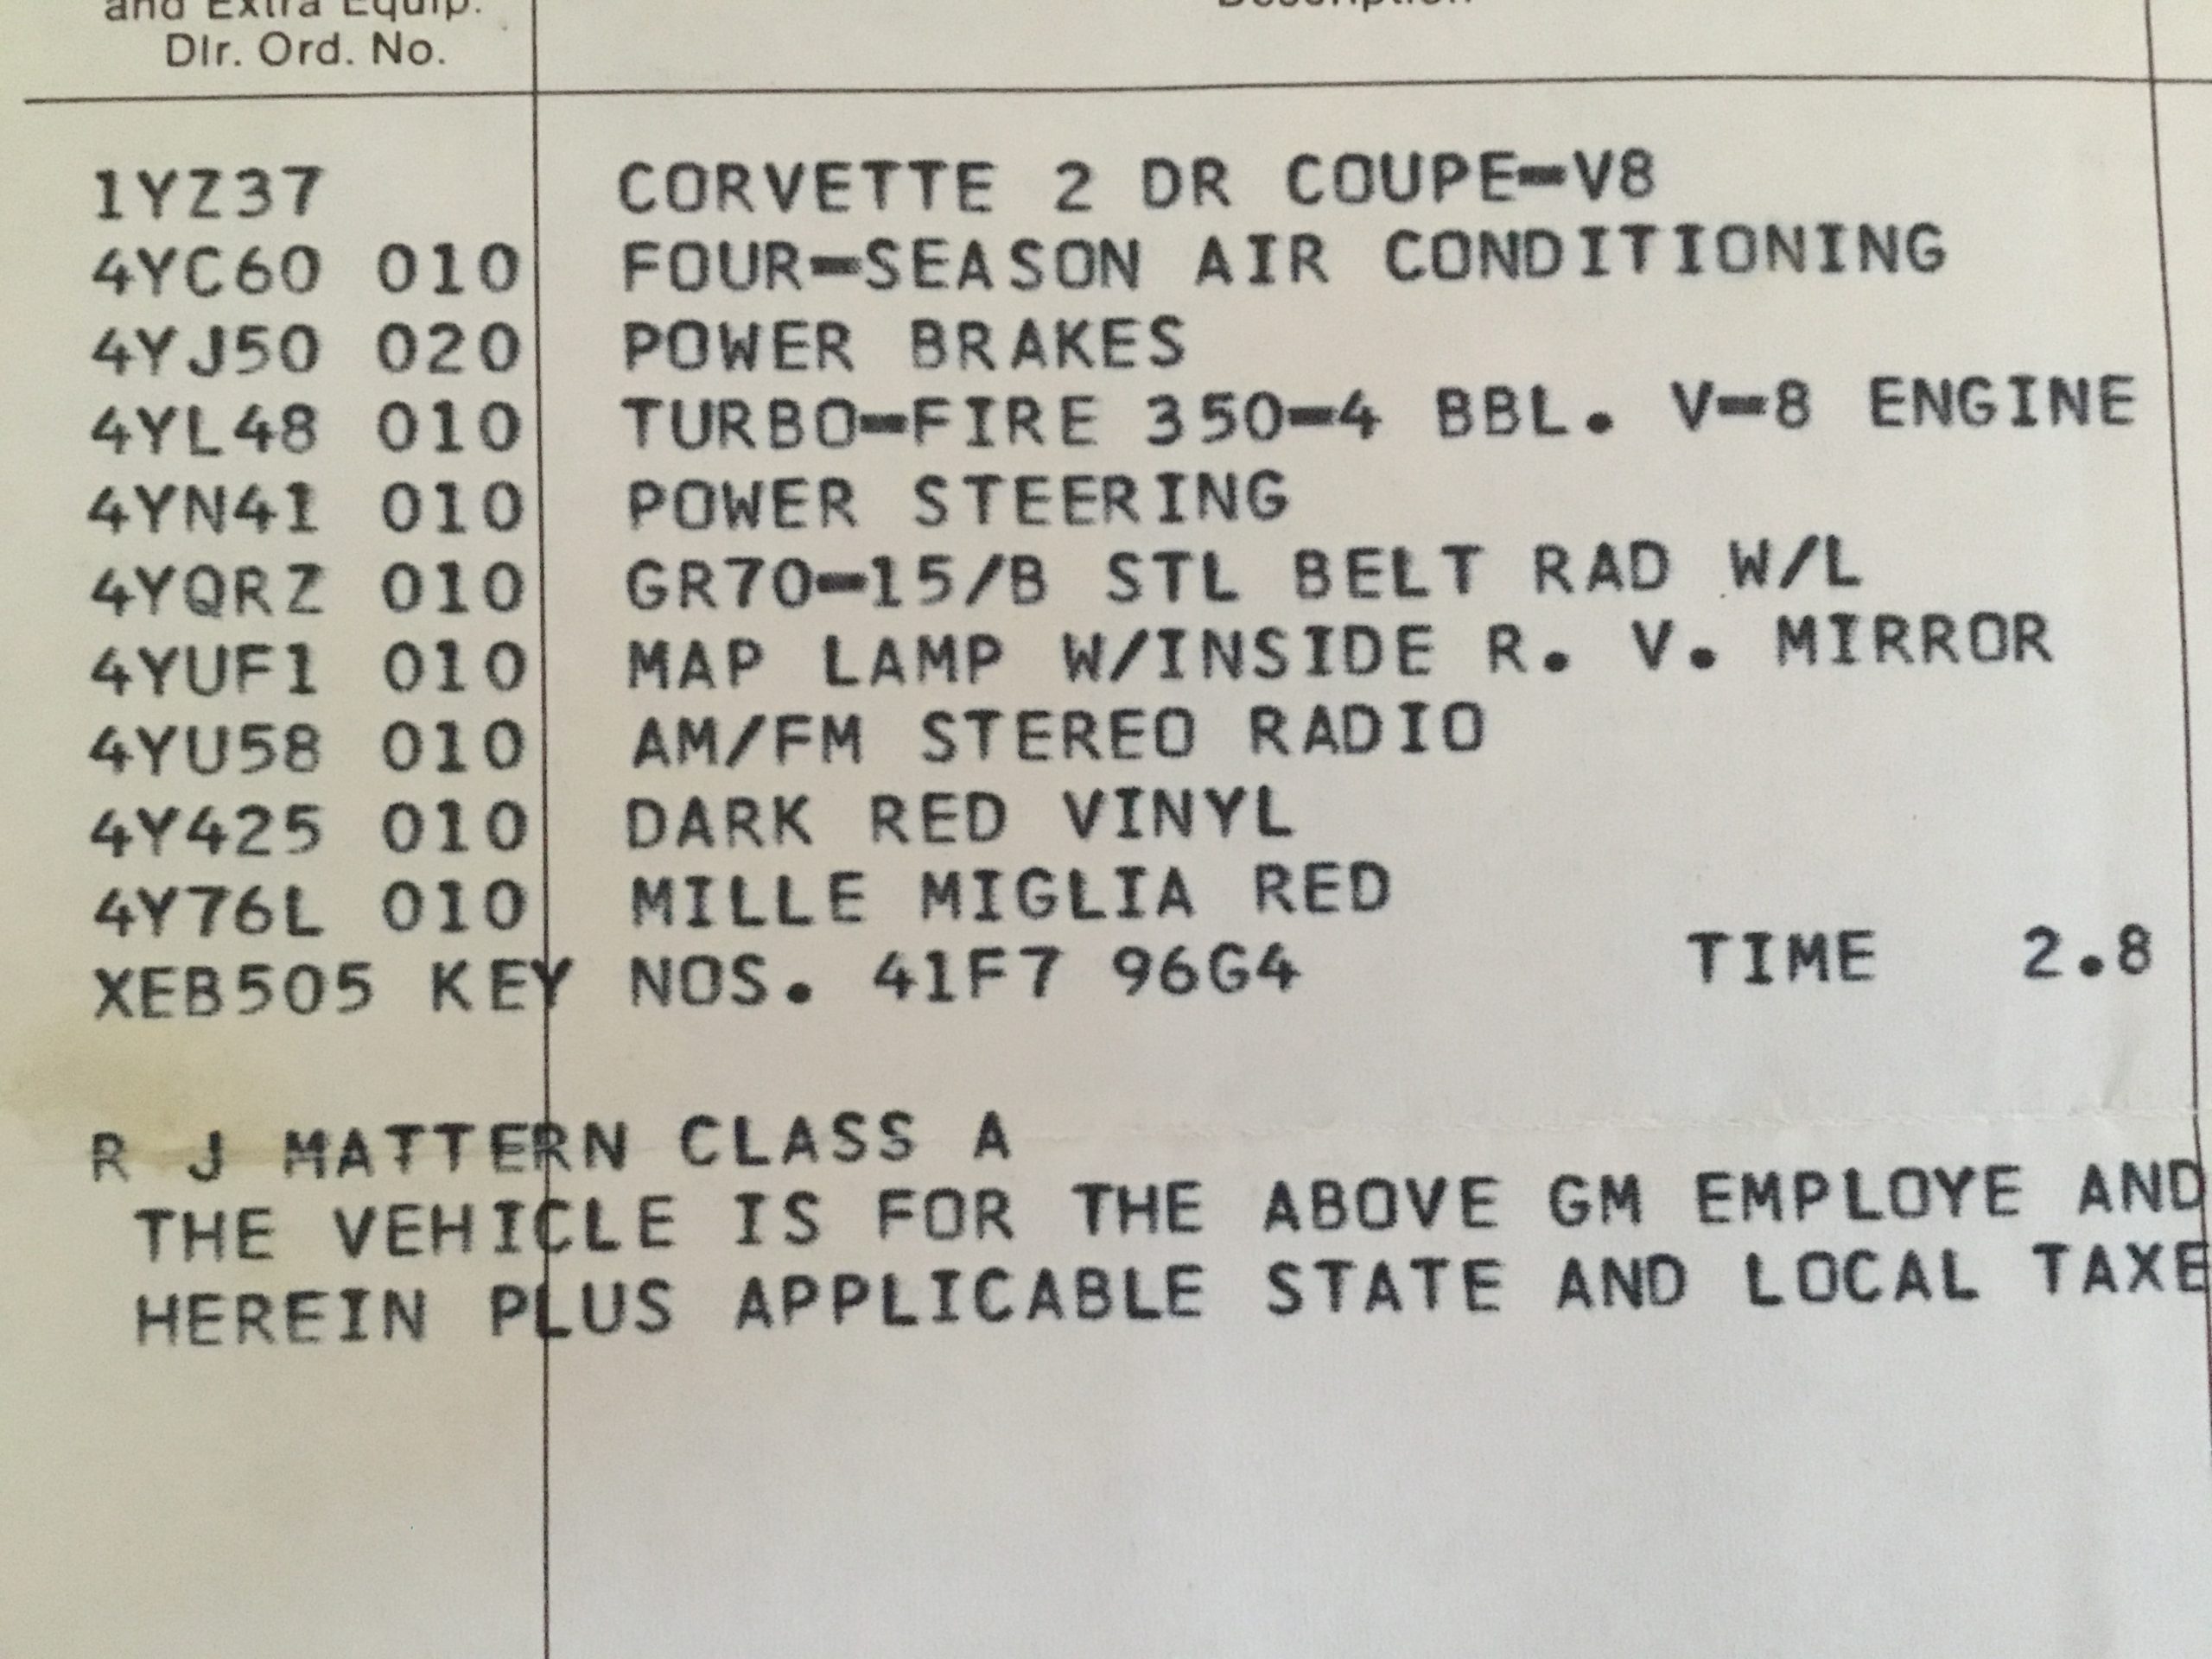 and Extra Equip.
Dlr. Ord. No.
Description
1YZ37 CORVETTE 2 DR COUPE-V8
4YC60 010 FOUR-SEASON AIR CONDITIONING
4YJ50 020 POWER BRAKES
4YL48 010 TURBO-FIRE 350-4 BBL. V-8 ENGINE
4YN41 010 POWER STEERING
4YQRZ 010 GR70-15/B STL BELT RAD W/L
4YUF1 010 MAP LAMP W/INSIDE R. V. MIRROR
4YU58 010 AM/FM STEREO RADIO
4Y425 010 DARK RED VINYL
4Y76L 010 MILLE MIGLIA RED
XEB505 KEY NOS. 41F7 96G4 TIME 2.8
R J MATTERN CLASS A
THE VEHICLE IS FOR THE ABOVE GM EMPLOYE AND
HEREIN PLUS APPLICABLE STATE AND LOCAL TAXE